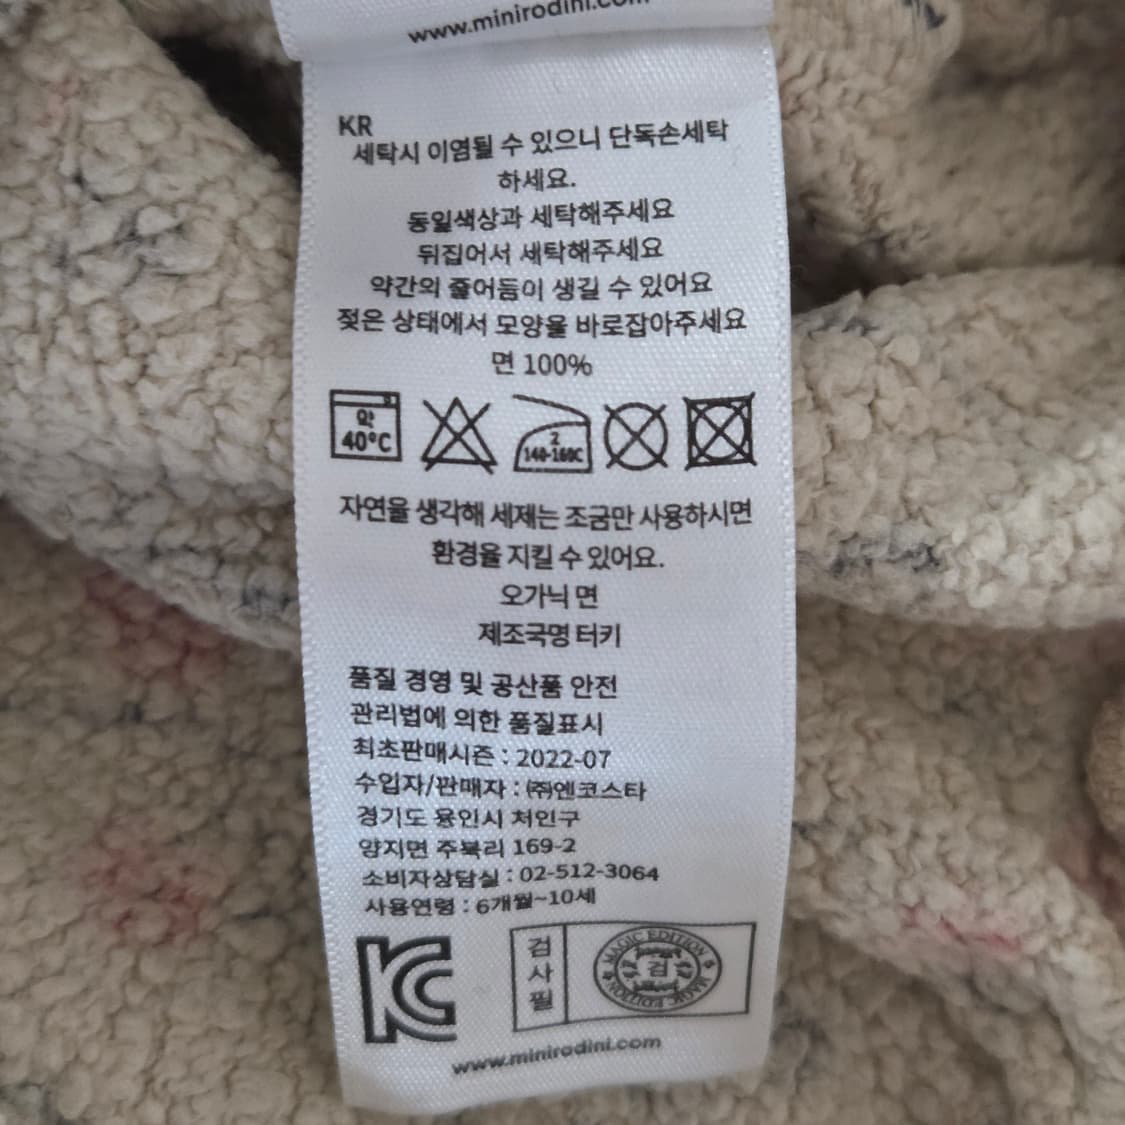 www.minirodini.com
KR
세탁시 이염될 수 있으니 단독손세탁
하세요.
동일색상과 세탁해주세요
뒤집어서 세탁해주세요
약간의 줄어듬이 생길 수 있어요
젖은 상태에서 모양을 바로잡아주세요
면 100%
약
40°C
2
140-160C
자연을 생각해 세제는 조굼만 사용하시면
환경을 지킬 수 있어요.
오가닉 면
제조국명 터키
품질 경영 및 공산품 안전
관리법에 의한 품질표시
최초판매시즌 : 2022-07
수입자/판매자 : ㈜엔코스타
경기도 용인시 처인구
양지면 주북리 169-2
소비자상담실 : 02-512-3064
사용연령 : 6개월~10세
검사필
MAGIC EDITION
검
MAGIC EDITION
www.minirodini.com